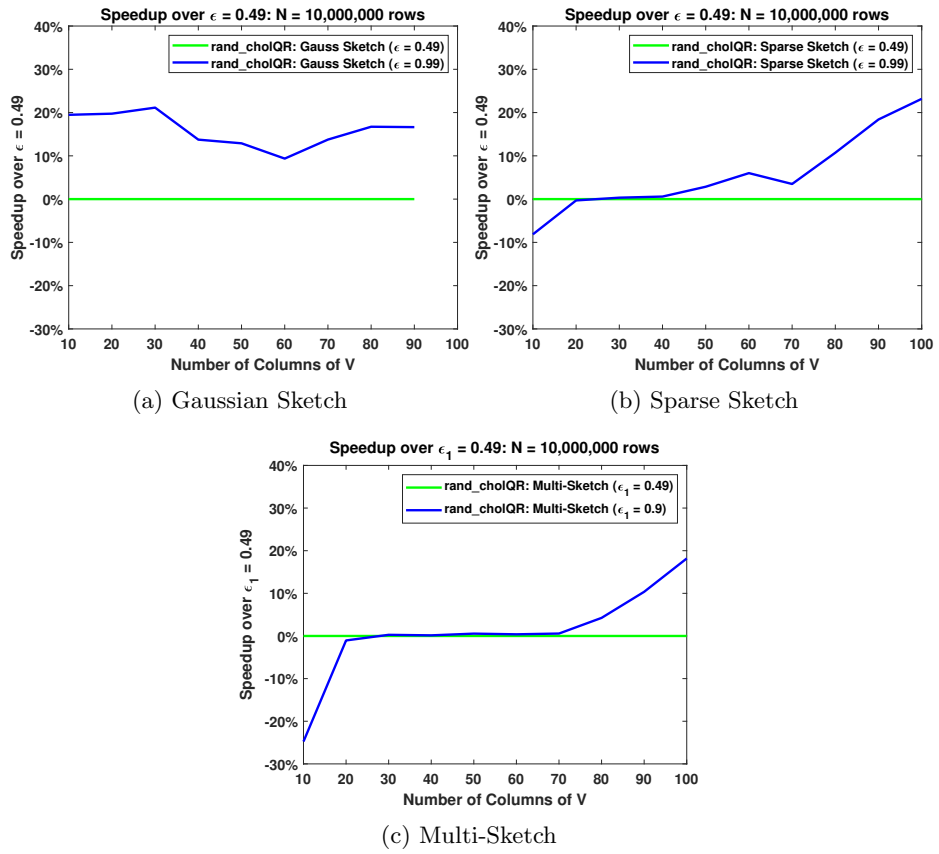 Speedup over ϵ = 0.49: N = 10,000,000 rows
40%
30%
20%
10%
0%
-10%
-20%
-30%
Speedup over ϵ = 0.49
rand_cholQR: Gauss Sketch (ϵ = 0.49)
rand_cholQR: Gauss Sketch (ϵ = 0.99)
10 20 30 40 50 60 70 80 90 100
Number of Columns of V
(a) Gaussian Sketch
Speedup over ϵ = 0.49: N = 10,000,000 rows
40%
30%
20%
10%
0%
-10%
-20%
-30%
Speedup over ϵ = 0.49
rand_cholQR: Sparse Sketch (ϵ = 0.49)
rand_cholQR: Sparse Sketch (ϵ = 0.99)
10 20 30 40 50 60 70 80 90 100
Number of Columns of V
(b) Sparse Sketch
Speedup over ϵ₁ = 0.49: N = 10,000,000 rows
40%
30%
20%
10%
0%
-10%
-20%
-30%
Speedup over ϵ₁ = 0.49
rand_cholQR: Multi-Sketch (ϵ₁ = 0.49)
rand_cholQR: Multi-Sketch (ϵ₁ = 0.9)
10 20 30 40 50 60 70 80 90 100
Number of Columns of V
(c) Multi-Sketch